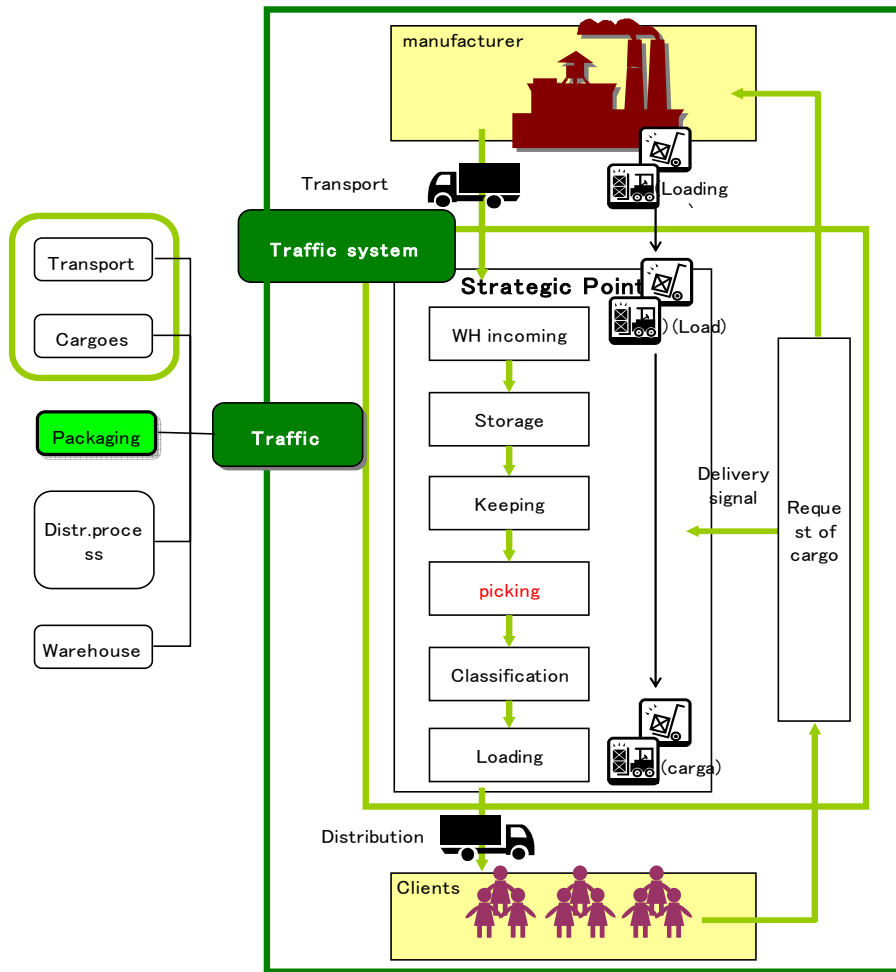 manufacturer
Transport
(Loading
、
Traffic system
Transport
Strategic Point
Cargoes
WH incoming
) (Load)
Packaging
Traffic
Storage
Delivery
signal
Keeping
Reque
st of
cargo
Distr.proce
ss
picking
Warehouse
Classification
Loading
(carga)
Distribution
Clients